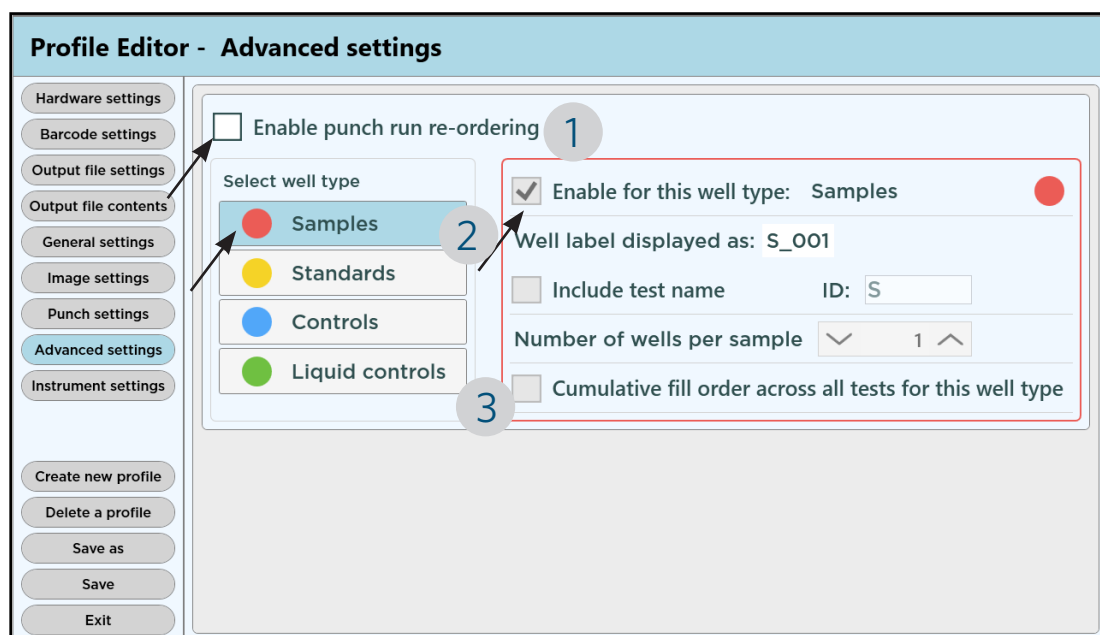 Profile Editor - Advanced settings
Hardware settings
Barcode settings
Output file settings
Output file contents
General settings
Image settings
Punch settings
Advanced settings
Instrument settings
Create new profile
Delete a profile
Save as
Save
Exit
Enable punch run re-ordering
1
Select well type
Samples
Standards
Controls
Liquid controls
2
3
Enable for this well type: Samples
Well label displayed as: S_001
Include test name ID: S
Number of wells per sample 1
Cumulative fill order across all tests for this well type